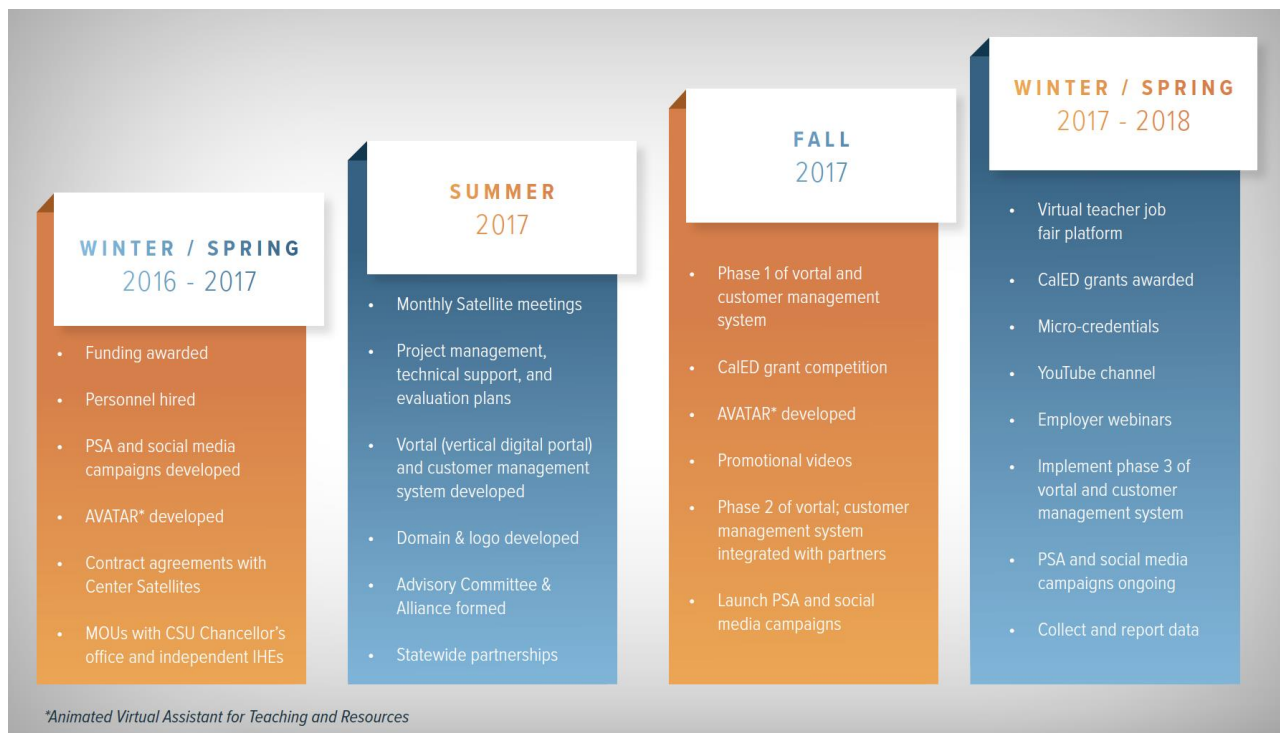 WINTER / SPRING
2016 - 2017
• Funding awarded
• Personnel hired
• PSA and social media
campaigns developed
• AVATAR* developed
• Contract agreements with
Center Satellites
• MOUs with CSU Chancellor's
office and independent IHEs
SUMMER
2017
• Monthly Satellite meetings
• Project management,
technical support, and
evaluation plans
• Vortal (vertical digital portal)
and customer management
system developed
• Domain & logo developed
• Advisory Committee &
Alliance formed
• Statewide partnerships
FALL
2017
• Phase 1 of vortal and
customer management
system
• CalED grant competition
• AVATAR* developed
• Promotional videos
• Phase 2 of vortal; customer
management system
integrated with partners
• Launch PSA and social
media campaigns
WINTER / SPRING
2017 - 2018
• Virtual teacher job
fair platform
• CalED grants awarded
• Micro-credentials
• YouTube channel
• Employer webinars
• Implement phase 3 of
vortal and customer
management system
• PSA and social media
campaigns ongoing
• Collect and report data
*Animated Virtual Assistant for Teaching and Resources